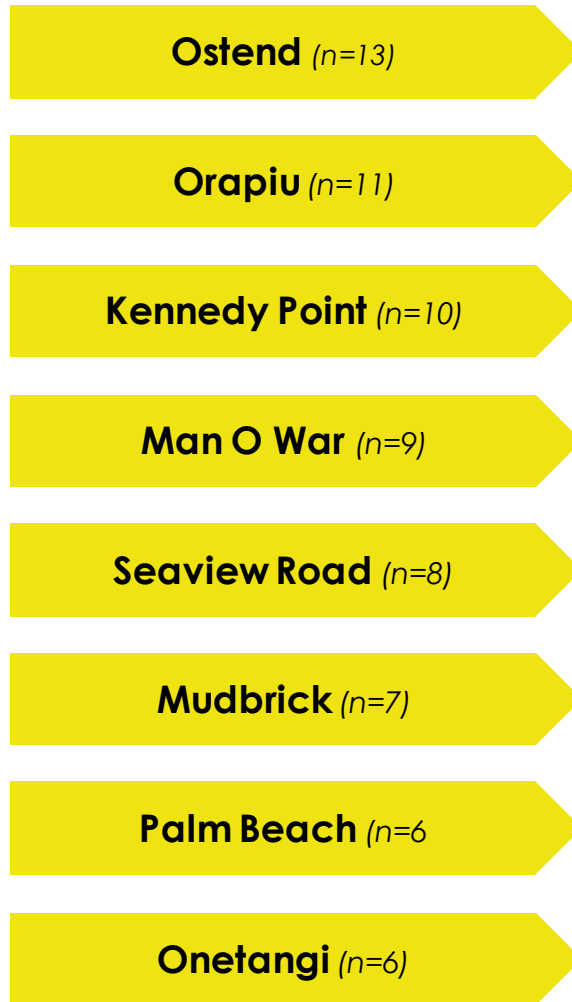 Ostend (n=13)
Orapiu (n=11)
Kennedy Point (n=10)
Man O War (n=9)
Seaview Road (n=8)
Mudbrick (n=7)
Palm Beach (n=6
Onetangi (n=6)